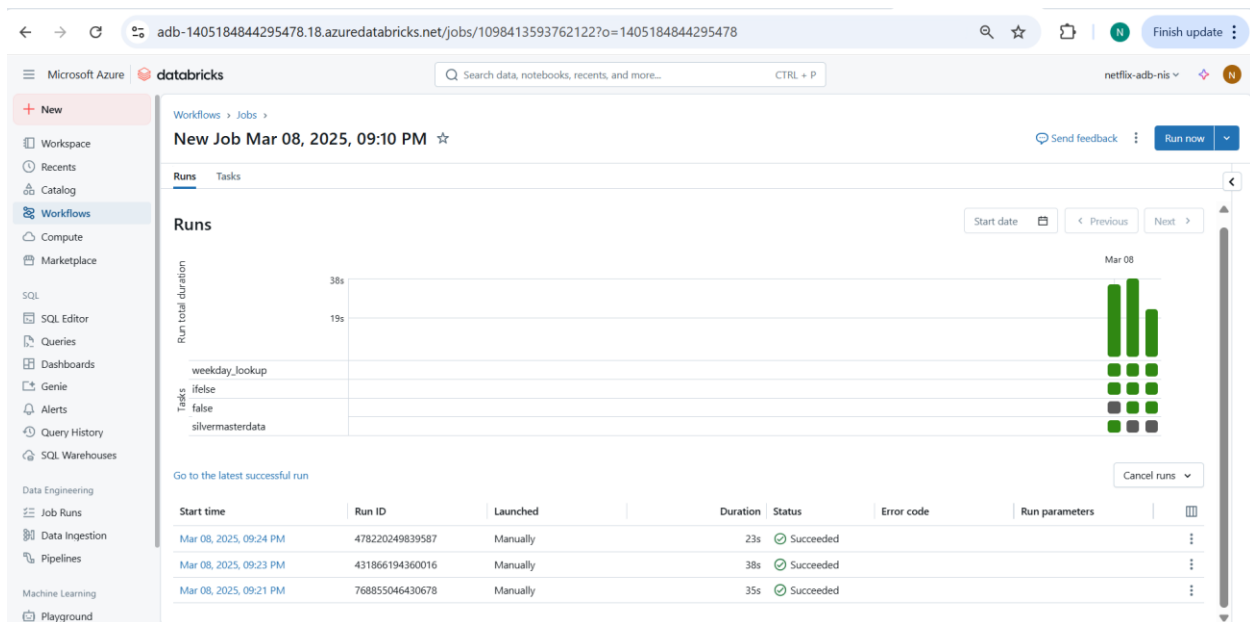 adb-1405184844295478.18.azuredatabricks.net/jobs/1098413593762122?o=1405184844295478 N Finish update
Microsoft Azure databricks Search data, notebooks, recents, and more... CTRL + P netflix-adb-nis N
New
Workspace
Recents
Catalog
Workflows
Compute
Marketplace
SQL
SQL Editor
Queries
Dashboards
Genie
Alerts
Query History
SQL Warehouses
Data Engineering
Job Runs
Data Ingestion
Pipelines
Machine Learning
Playground
Workflows › Jobs ›
New Job Mar 08, 2025, 09:10 PM Send feedback Run now
Runs Tasks
Runs Start date Previous Next
Mar 08
Run total duration
38s
19s
Tasks
weekday_lookup
ifelse
false
silvermasterdata
Go to the latest successful run Cancel runs
Start time Run ID Launched Duration Status Error code Run parameters
Mar 08, 2025, 09:24 PM 478220249839587 Manually 23s Succeeded
Mar 08, 2025, 09:23 PM 431866194360016 Manually 38s Succeeded
Mar 08, 2025, 09:21 PM 768855046430678 Manually 35s Succeeded